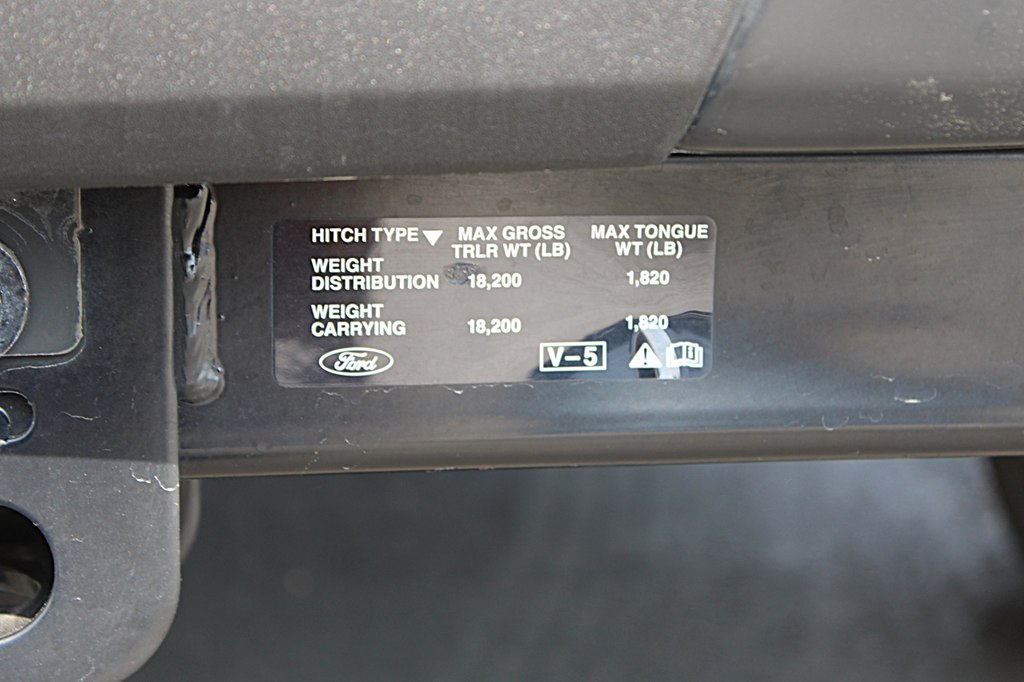 HITCH TYPE MAX GROSS TRLR WT (LB) MAX TONGUE WT (LB)
WEIGHT DISTRIBUTION 18,200 1,820
WEIGHT CARRYING 18,200 1,820
Ford V-5